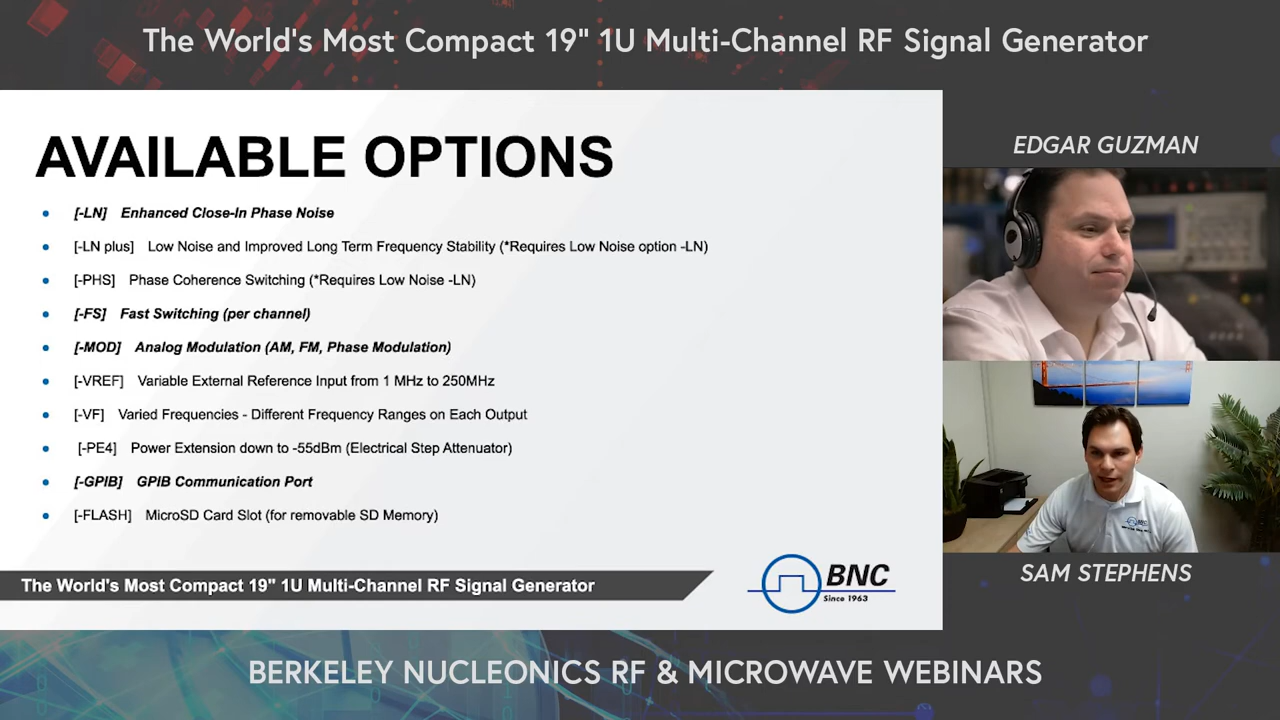 The World's Most Compact 19" 1U Multi-Channel RF Signal Generator
AVAILABLE OPTIONS
[-LN] Enhanced Close-In Phase Noise
[-LN plus] Low Noise and Improved Long Term Frequency Stability (*Requires Low Noise option -LN)
[-PHS] Phase Coherence Switching (*Requires Low Noise -LN)
[-FS] Fast Switching (per channel)
[-MOD] Analog Modulation (AM, FM, Phase Modulation)
[-VREF] Variable External Reference Input from 1 MHz to 250MHz
[-VF] Varied Frequencies - Different Frequency Ranges on Each Output
[-PE4] Power Extension down to -55dBm (Electrical Step Attenuator)
[-GPIB] GPIB Communication Port
[-FLASH] MicroSD Card Slot (for removable SD Memory)
The World's Most Compact 19" 1U Multi-Channel RF Signal Generator
BNC
Since 1963
EDGAR GUZMAN
BNC
SAM STEPHENS
BERKELEY NUCLEONICS RF & MICROWAVE WEBINARS